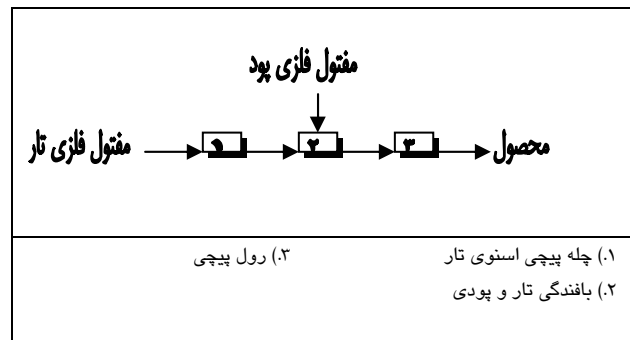 مفتول فلزی پود
مفتول فلزی تار ۱ ۲ ۳ محصول
۱.) چله پیچی اسنوی تار ۳.) رول پیچی
۲.) بافندگی تار و پودی